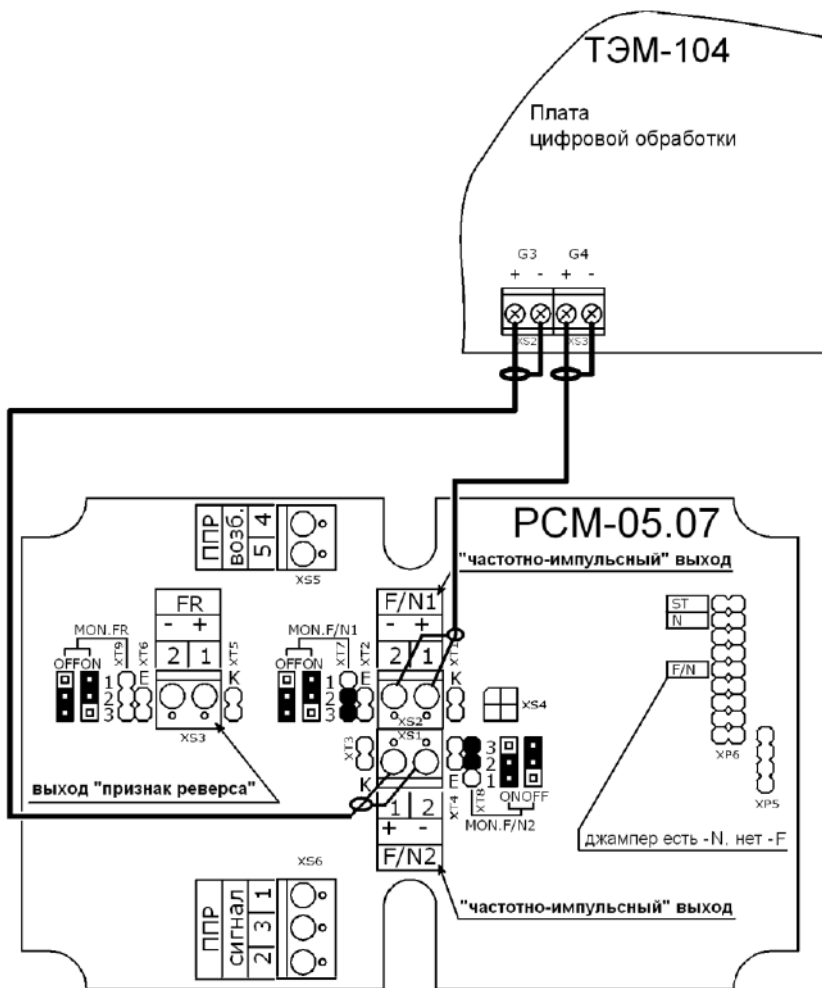 ТЭМ-104
Плата
цифровой обработки
G3 G4
+ - + -
XS2 XS3
РСМ-05.07
"частотно-импульсный" выход
ППР
возб.
5 4
XS5
FR
- +
2 1
MON.FR
OFF ON
XT9
XT6
E
1
2
3
XT5
K
XS3
F/N1
- +
2 1
MON.F/N1
OFF ON
XT7
XT2
E
1
2
3
K
XS2
XS1
XS4
ST
N
F/N
XP6
XP5
XT3
K
E
XT4
XT8
3
2
1
ON OFF
MON.F/N2
1 2
+ -
F/N2
выход "признак реверса"
джампер есть -N, нет -F
"частотно-импульсный" выход
ППР
сигнал
2 3 1
XS6